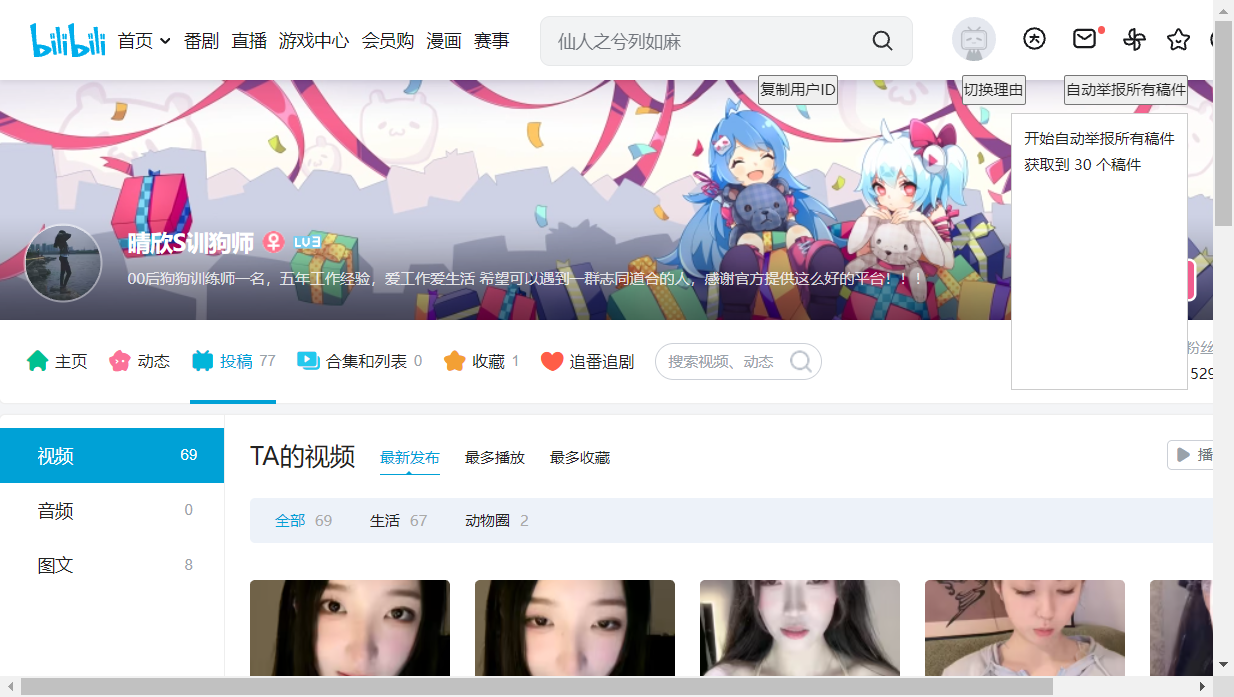 bilibili 首页 番剧 直播 游戏中心 会员购 漫画 赛事 仙人之兮列如麻
复制用户ID 切换理由 自动举报所有稿件
开始自动举报所有稿件
获取到 30 个稿件
晴欣S训狗师 LV3
00后狗狗训练师一名，五年工作经验，爱工作爱生活 希望可以遇到一群志同道合的人，感谢官方提供这么好的平台！！！
主页 动态 投稿 77 合集和列表 0 收藏 1 追番追剧 搜索视频、动态 粉丝
529
视频 69
音频 0
图文 8
TA的视频 最新发布 最多播放 最多收藏 播
全部 69 生活 67 动物圈 2